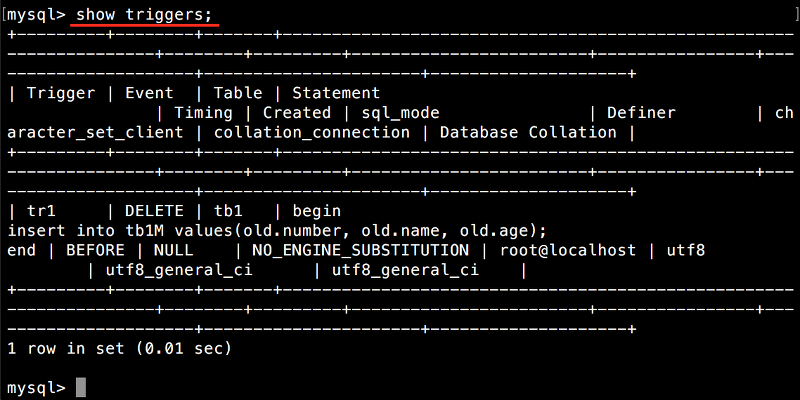 mysql> show triggers;
+---------+--------+-------+---------------------------------------------------
----------------+---------+---------+------------------------+----------------+---
-------------------+----------------------+--------------------+
| Trigger | Event  | Table | Statement
                | Timing | Created | sql_mode               | Definer        | ch
aracter_set_client | collation_connection | Database Collation |
+---------+--------+-------+---------------------------------------------------
----------------+---------+---------+------------------------+----------------+---
-------------------+----------------------+--------------------+
| tr1     | DELETE | tb1   | begin
insert into tb1M values(old.number, old.name, old.age);
end | BEFORE | NULL    | NO_ENGINE_SUBSTITUTION | root@localhost | utf8
        | utf8_general_ci      | utf8_general_ci    |
+---------+--------+-------+---------------------------------------------------
----------------+---------+---------+------------------------+----------------+---
-------------------+----------------------+--------------------+
1 row in set (0.01 sec)
mysql>